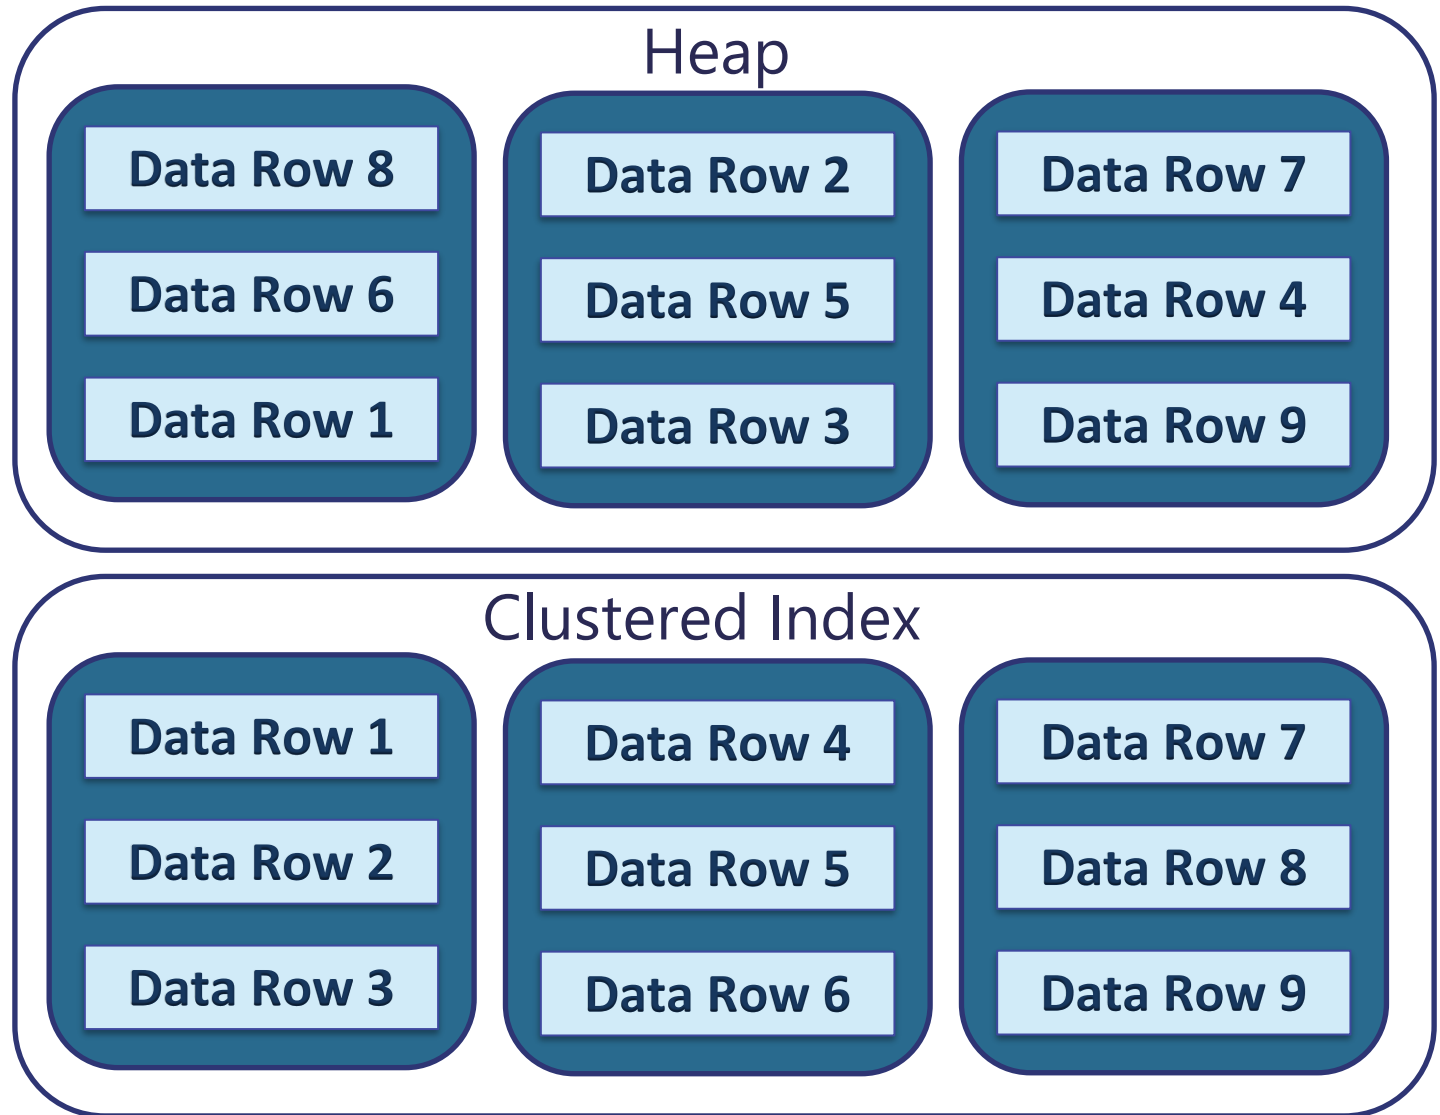 Heap
Data Row 8
Data Row 6
Data Row 1
Data Row 2
Data Row 5
Data Row 3
Data Row 7
Data Row 4
Data Row 9
Clustered Index
Data Row 1
Data Row 2
Data Row 3
Data Row 4
Data Row 5
Data Row 6
Data Row 7
Data Row 8
Data Row 9